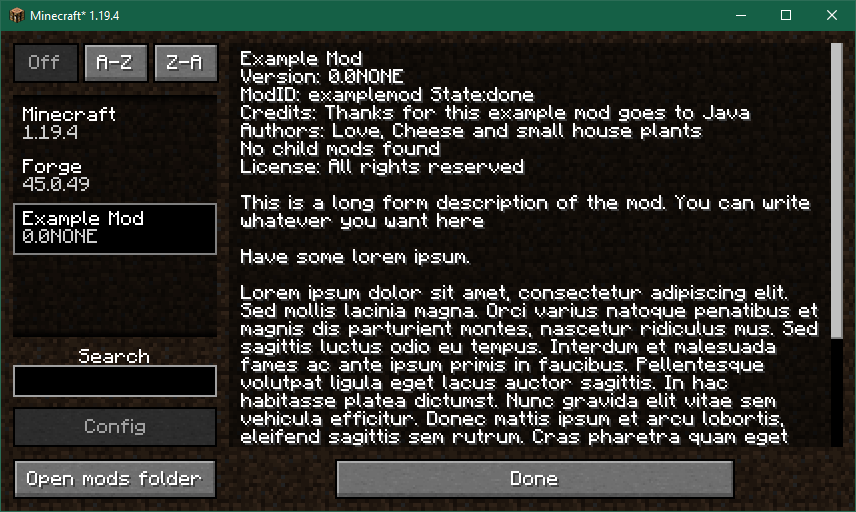 Minecraft* 1.19.4
Off A-Z Z-A
Minecraft
1.19.4
Forge
45.0.49
Example Mod
0.0NONE
Search
Config
Open mods folder
Example Mod
Version: 0.0NONE
ModID: examplemod State:done
Credits: Thanks for this example mod goes to Java
Authors: Love, Cheese and small house plants
No child mods found
License: All rights reserved
This is a long form description of the mod. You can write
whatever you want here
Have some lorem ipsum.
Lorem ipsum dolor sit amet, consectetur adipiscing elit.
Sed mollis lacinia magna. Orci varius natoque penatibus et
magnis dis parturient montes, nascetur ridiculus mus. Sed
sagittis luctus odio eu tempus. Interdum et malesuada
fames ac ante ipsum primis in faucibus. Pellentesque
volutpat ligula eget lacus auctor sagittis. In hac
habitasse platea dictumst. Nunc gravida elit vitae sem
vehicula efficitur. Donec mattis ipsum et arcu lobortis,
eleifend sagittis sem rutrum. Cras pharetra quam eget
Done